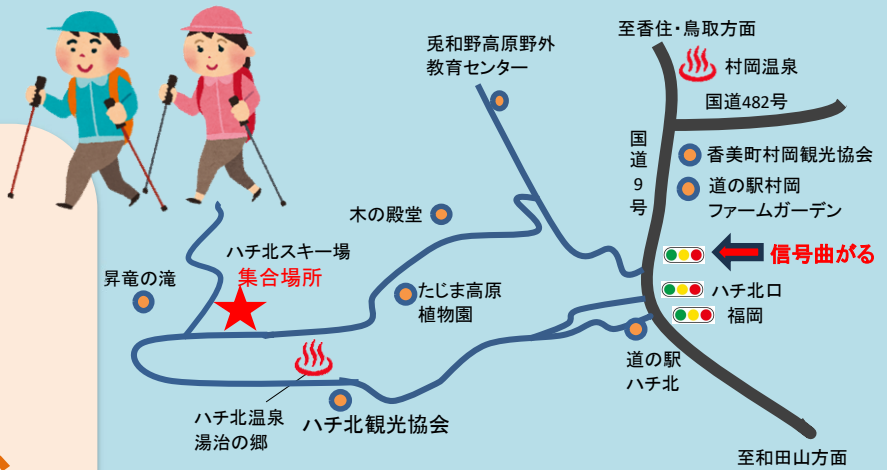 至香住・鳥取方面
兎和野高原野外
教育センター
村岡温泉
国道482号
国道9号
香美町村岡観光協会
道の駅村岡
ファームガーデン
木の殿堂
ハチ北スキー場
集合場所
昇竜の滝
信号曲がる
たじま高原
植物園
ハチ北口
福岡
道の駅
ハチ北
ハチ北温泉
湯治の郷
ハチ北観光協会
至和田山方面